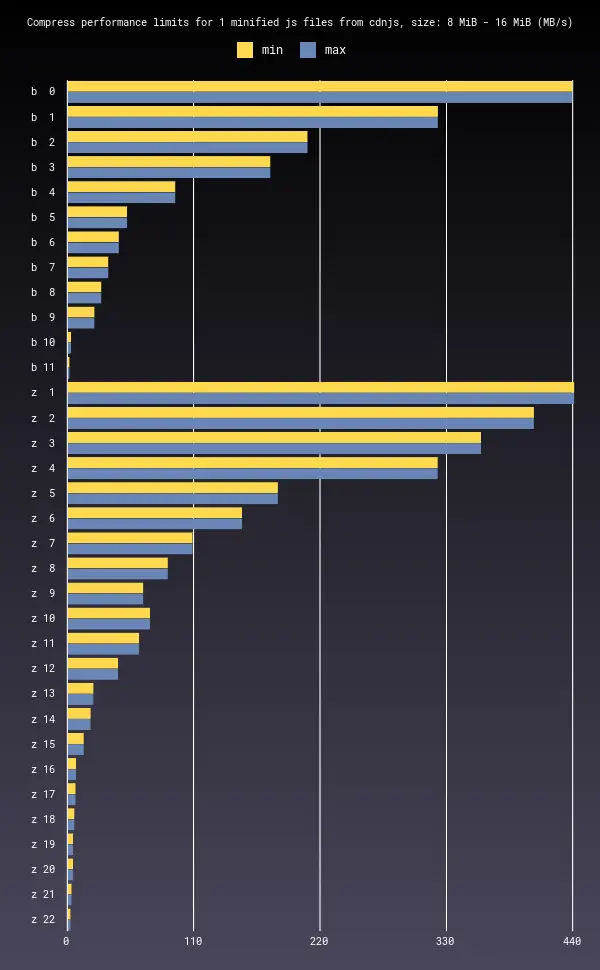 Compress performance limits for 1 minified js files from cdnjs, size: 8 MiB - 16 MiB (MB/s)
min max
b 0
b 1
b 2
b 3
b 4
b 5
b 6
b 7
b 8
b 9
b 10
b 11
z 1
z 2
z 3
z 4
z 5
z 6
z 7
z 8
z 9
z 10
z 11
z 12
z 13
z 14
z 15
z 16
z 17
z 18
z 19
z 20
z 21
z 22
0 110 220 330 440